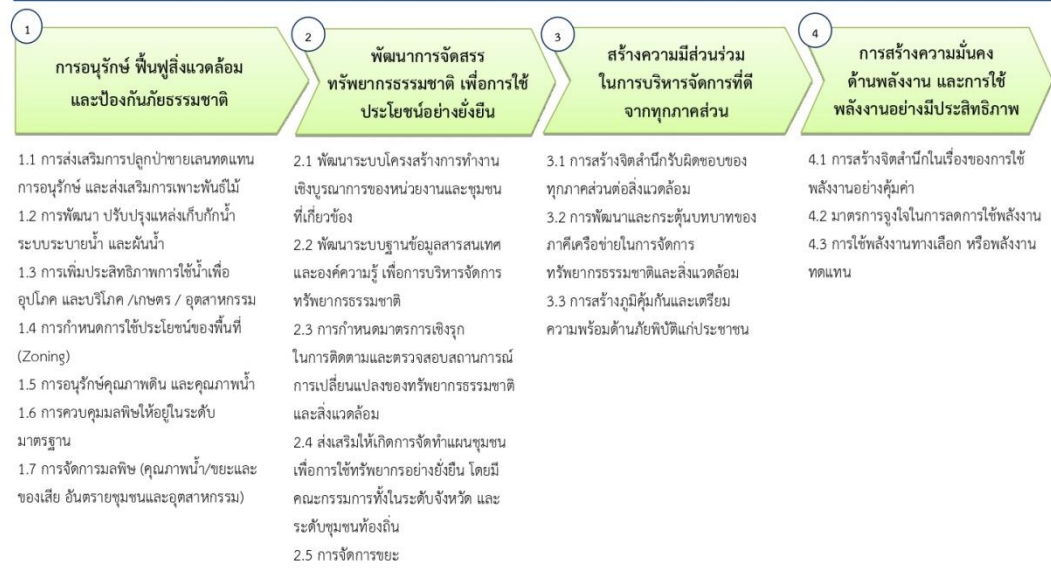 1
การอนุรักษ์ ฟื้นฟูสิ่งแวดล้อม
และป้องกันภัยธรรมชาติ
1.1 การส่งเสริมการปลูกป่าชายเลนทดแทน
การอนุรักษ์ และส่งเสริมการเพาะพันธุ์ไม้
1.2 การพัฒนา ปรับปรุงแหล่งเก็บกักน้ำ
ระบบระบายน้ำ และผันน้ำ
1.3 การเพิ่มประสิทธิภาพการใช้น้ำเพื่อ
อุปโภค และบริโภค /เกษตร / อุตสาหกรรม
1.4 การกำหนดการใช้ประโยชน์ของพื้นที่
(Zoning)
1.5 การอนุรักษ์คุณภาพดิน และคุณภาพน้ำ
1.6 การควบคุมมลพิษให้อยู่ในระดับ
มาตรฐาน
1.7 การจัดการมลพิษ (คุณภาพน้ำ/ขยะและ
ของเสีย อันตรายชุมชนและอุตสาหกรรม)
2
พัฒนาการจัดสรร
ทรัพยากรธรรมชาติ เพื่อการใช้
ประโยชน์อย่างยั่งยืน
2.1 พัฒนาระบบโครงสร้างการทำงาน
เชิงบูรณาการของหน่วยงานและชุมชน
ที่เกี่ยวข้อง
2.2 พัฒนาระบบฐานข้อมูลสารสนเทศ
และองค์ความรู้ เพื่อการบริหารจัดการ
ทรัพยากรธรรมชาติ
2.3 การกำหนดมาตรการเชิงรุก
ในการติดตามและตรวจสอบสถานการณ์
การเปลี่ยนแปลงของทรัพยากรธรรมชาติ
และสิ่งแวดล้อม
2.4 ส่งเสริมให้เกิดการจัดทำแผนชุมชน
เพื่อการใช้ทรัพยากรอย่างยั่งยืน โดยมี
คณะกรรมการทั้งในระดับจังหวัด และ
ระดับชุมชนท้องถิ่น
2.5 การจัดการขยะ
3
สร้างความมีส่วนร่วม
ในการบริหารจัดการที่ดี
จากทุกภาคส่วน
3.1 การสร้างจิตสำนึกรับผิดชอบของ
ทุกภาคส่วนต่อสิ่งแวดล้อม
3.2 การพัฒนาและกระตุ้นบทบาทของ
ภาคีเครือข่ายในการจัดการ
ทรัพยากรธรรมชาติและสิ่งแวดล้อม
3.3 การสร้างภูมิคุ้มกันและเตรียม
ความพร้อมด้านภัยพิบัติแก่ประชาชน
4
การสร้างความมั่นคง
ด้านพลังงาน และการใช้
พลังงานอย่างมีประสิทธิภาพ
4.1 การสร้างจิตสำนึกในเรื่องของการใช้
พลังงานอย่างคุ้มค่า
4.2 มาตรการจูงใจในการลดการใช้พลังงาน
4.3 การใช้พลังงานทางเลือก หรือพลังงาน
ทดแทน